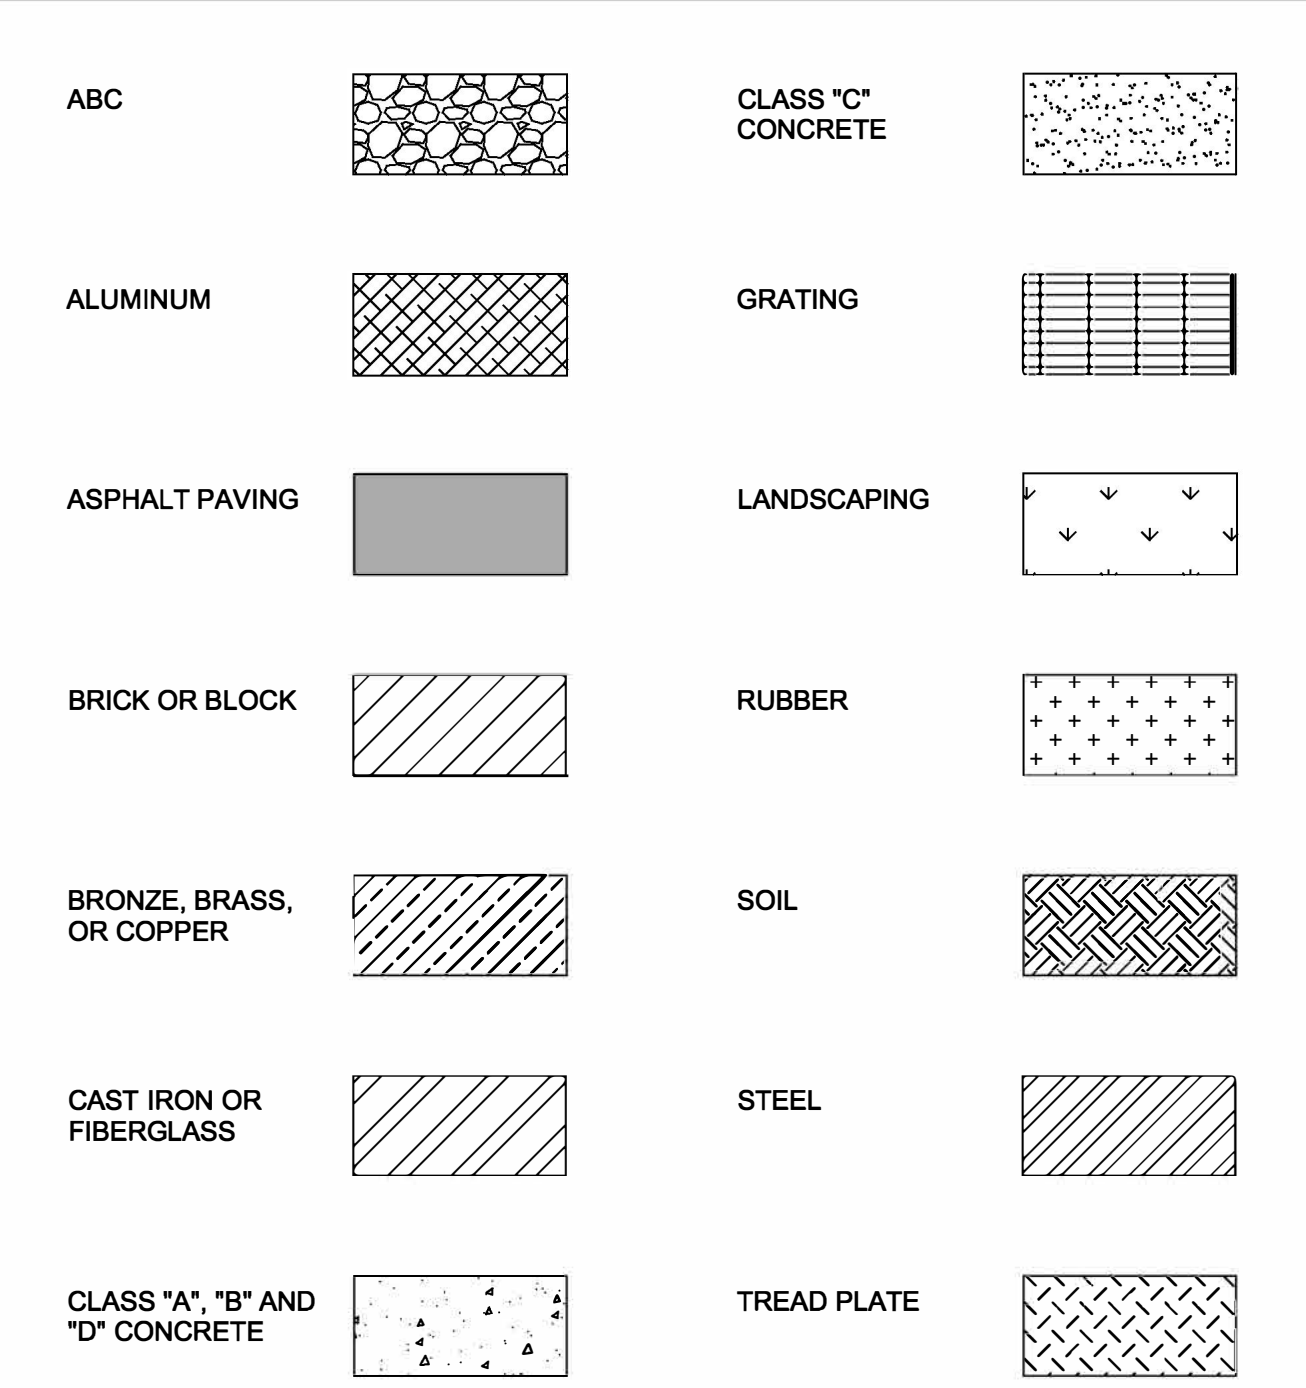 ABC
ALUMINUM
ASPHALT PAVING
BRICK OR BLOCK
BRONZE, BRASS,
OR COPPER
CAST IRON OR
FIBERGLASS
CLASS "A", "B" AND
"D" CONCRETE
CLASS "C"
CONCRETE
GRATING
LANDSCAPING
RUBBER
SOIL
STEEL
TREAD PLATE